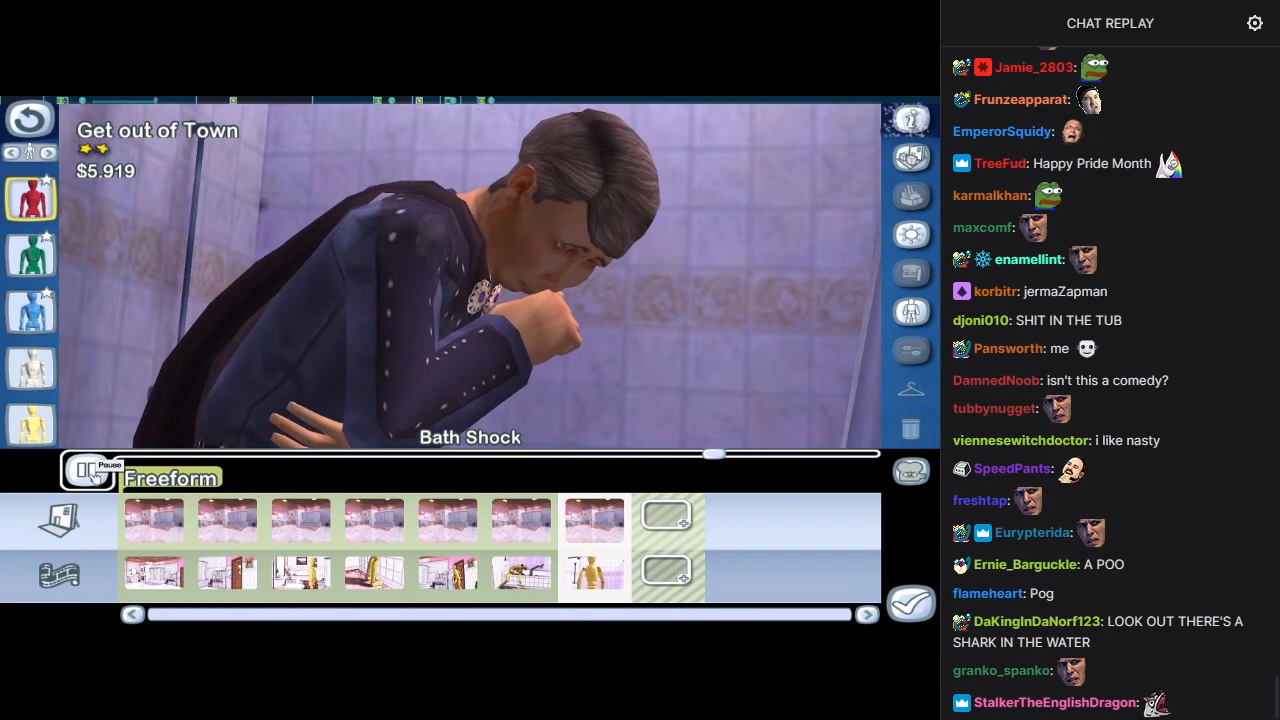 Get out of Town
$5.919
Bath Shock
Pause
Freeform
CHAT REPLAY
Jamie_2803:
Frunzeapparat:
EmperorSquidy:
TreeFud: Happy Pride Month
karmalkhan:
maxcomf:
enamellint:
korbitr: jermaZapman
djoni010: SHIT IN THE TUB
Pansworth: me
DamnedNoob: isn't this a comedy?
tubbynugget:
viennesewitchdoctor: i like nasty
SpeedPants:
freshtap:
Eurypterida:
Ernie_Barguckle: A POO
flameheart: Pog
DaKingInDaNorf123: LOOK OUT THERE'S A
SHARK IN THE WATER
granko_spanko:
StalkerTheEnglishDragon: